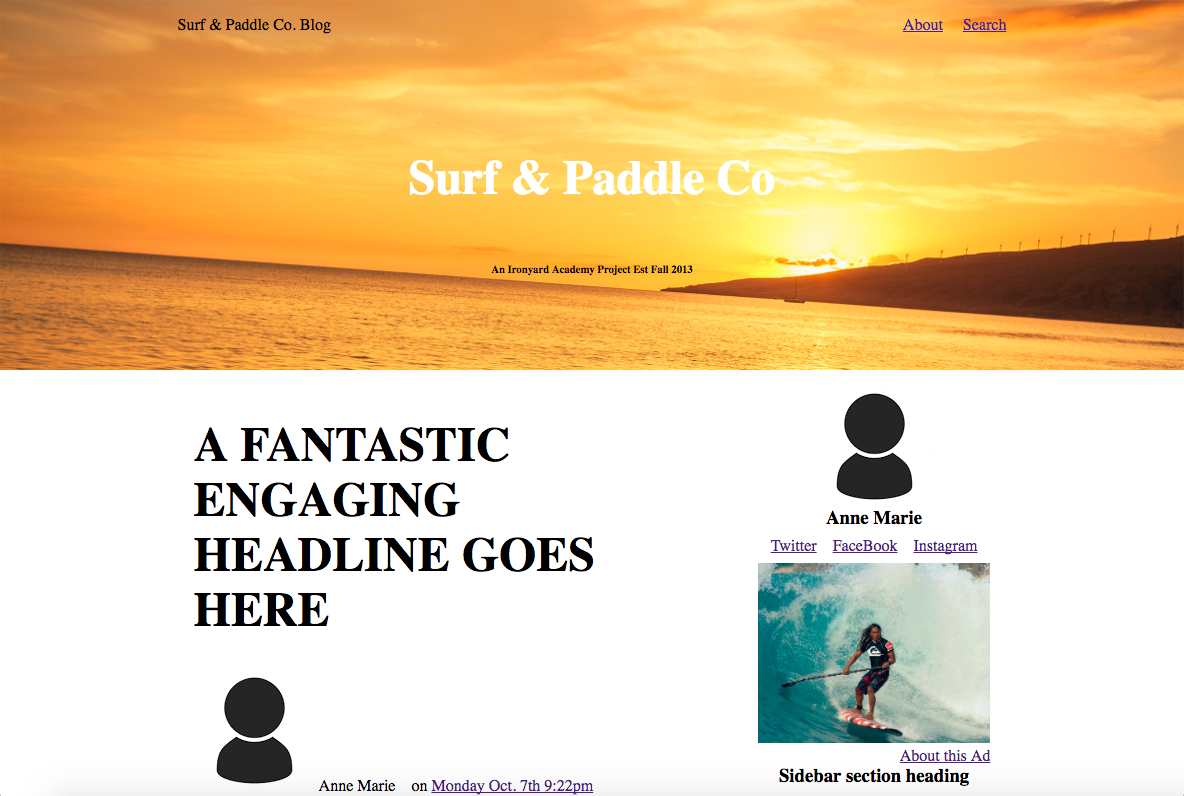 Surf & Paddle Co. Blog
About Search
Surf & Paddle Co
An Ironyard Academy Project Est Fall 2013
A FANTASTIC
ENGAGING
HEADLINE GOES
HERE
Anne Marie on Monday Oct. 7th 9:22pm
Anne Marie
Twitter FaceBook Instagram
About this Ad
Sidebar section heading